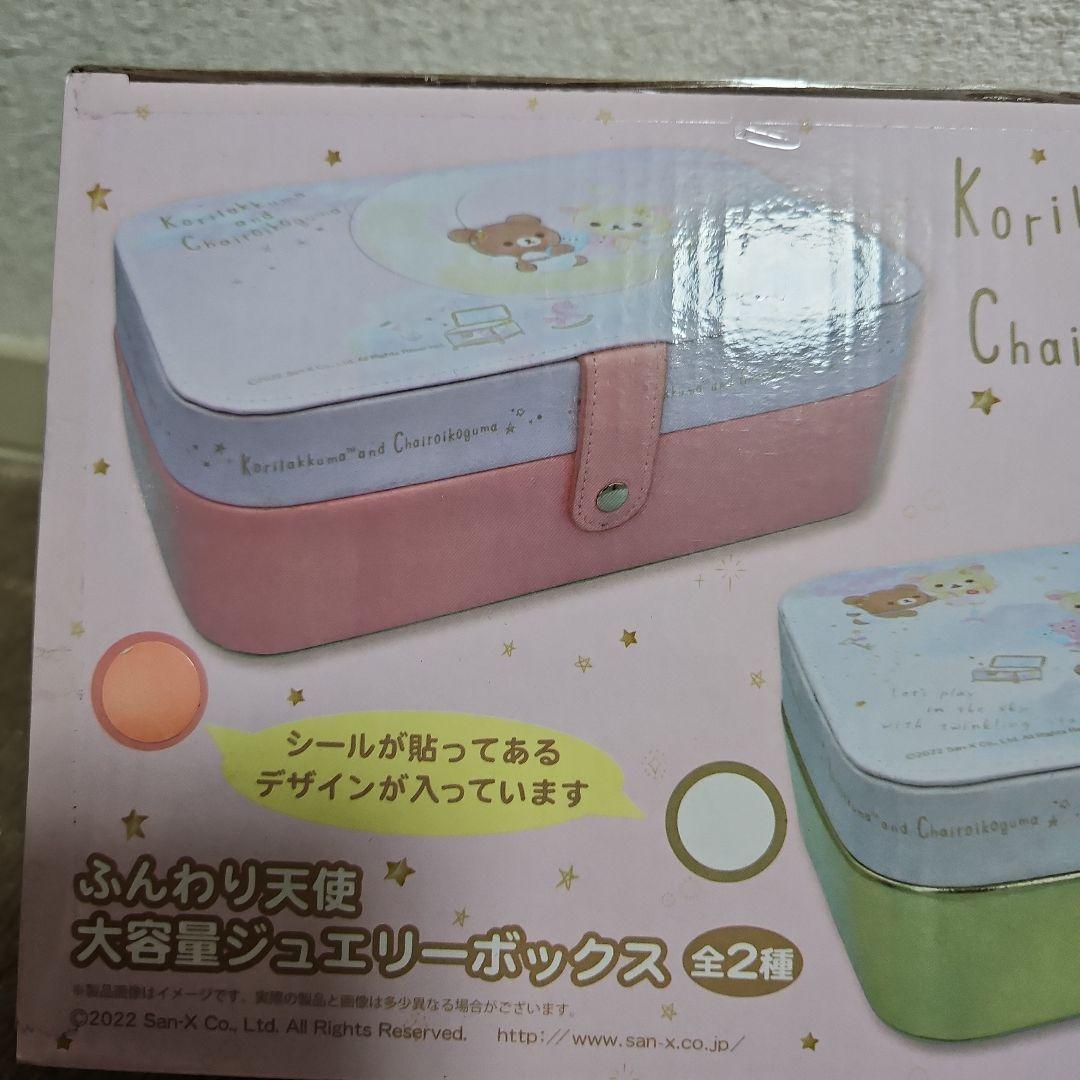 Korilakkuma
and
Chairoikoguma
©2022 San-X Co., Ltd. All Rights Reserved.
Korilakkuma™ and Chairoikoguma
Koril
Chai
Let's play
in the sky
with twinkling
©2022 San-X Co., Ltd. All Rights
and Chairoikoguma
シールが貼ってある
デザインが入っています
ふんわり天使
大容量ジュエリーボックス 全2種
※製品画像はイメージです。実際の製品と画像は多少異なる場合がございます。
©2022 San-X Co., Ltd. All Rights Reserved. http://www.san-x.co.jp/